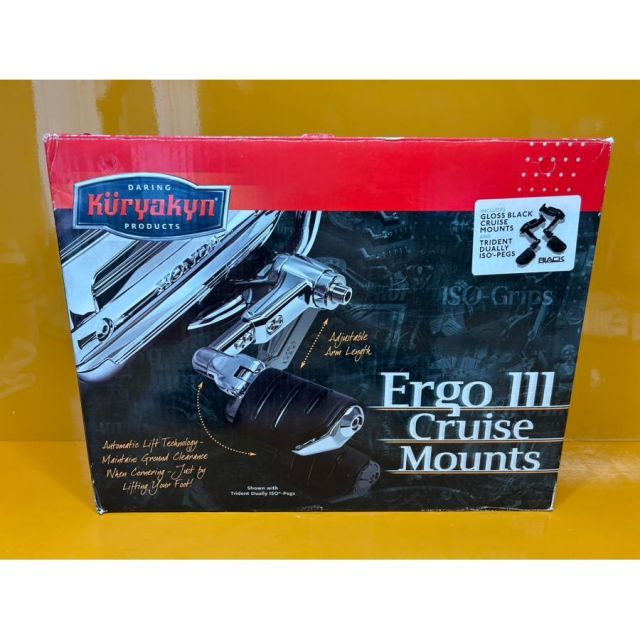 DARING
Küryakyn®
PRODUCTS
INCLUDES
GLOSS BLACK
CRUISE
MOUNTS
AND
TRIDENT
DUALLY
ISO®-PEGS
BLACK
HONDA
ISO-Grips
Adjustable
Arm Length
Ergo III
Cruise
Mounts
Automatic Lift Technology -
Maintains Ground Clearance
When Cornering - Just by
Lifting Your Foot!
Shown with
Trident Dually ISO®-Pegs